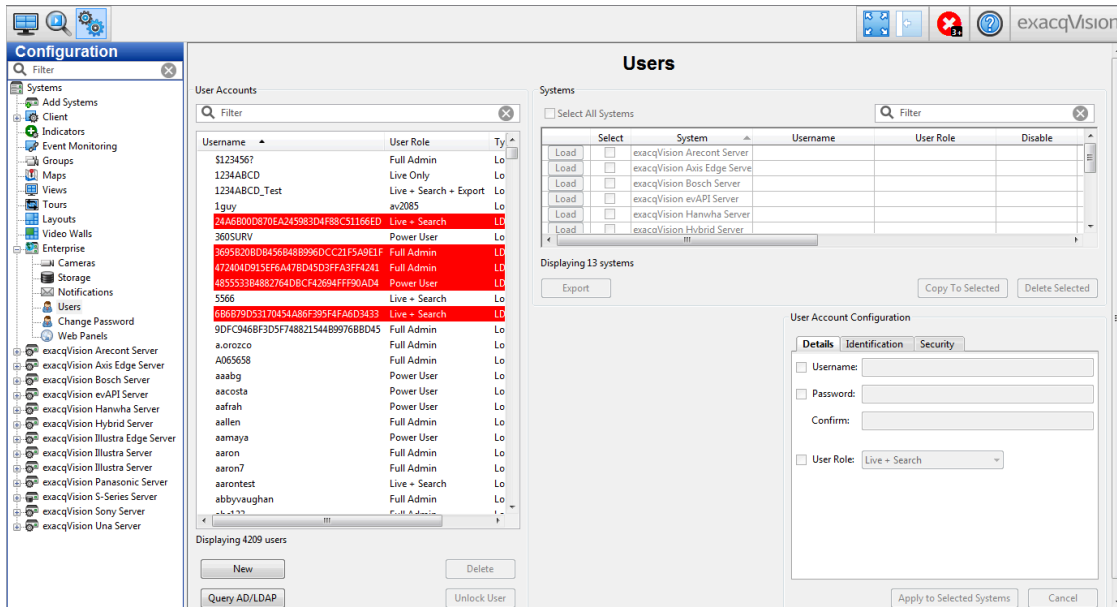 3+
exacqVision
Configuration
Filter
Systems
Add Systems
Client
Indicators
Event Monitoring
Groups
Maps
Views
Tours
Layouts
Video Walls
Enterprise
Cameras
Storage
Notifications
Users
Change Password
Web Panels
exacqVision Arecont Server
exacqVision Axis Edge Server
exacqVision Bosch Server
exacqVision evAPI Server
exacqVision Hanwha Server
exacqVision Hybrid Server
exacqVision Illustra Edge Server
exacqVision Illustra Server
exacqVision Illustra Server
exacqVision Panasonic Server
exacqVision S-Series Server
exacqVision Sony Server
exacqVision Una Server
Users
User Accounts
Filter
Username User Role Ty
$123456? Full Admin Lo
1234ABCD Live Only Lo
1234ABCD_Test Live + Search + Export Lo
1guy av2085 Lo
24A6B00D870EA245983D4F88C51166ED Live + Search LD
360SURV Power User Lo
3695B20BDB456B48B996DCC21F5A9E1F Full Admin LD
472404D915EF6A47BD45D3FFA3FF4241 Full Admin LD
4855533B4882764DBCF42694FFF90AD4 Power User LD
5566 Live + Search Lo
6B6B79D53170454A86F395F4FA6D3433 Live + Search LD
9DFC946BF3D5F748821544B9976BBD45 Full Admin Lo
a.orozco Full Admin Lo
A065658 Full Admin Lo
aaabg Power User Lo
aacosta Power User Lo
aafrah Power User Lo
aallen Full Admin Lo
aamaya Power User Lo
aaron Full Admin Lo
aaron7 Full Admin Lo
aarontest Live + Search Lo
abbyvaughan Full Admin Lo
Displaying 4209 users
New Delete
Query AD/LDAP Unlock User
Systems
Select All Systems Filter
Select System Username User Role Disable
Load exacqVision Arecont Server
Load exacqVision Axis Edge Serve
Load exacqVision Bosch Server
Load exacqVision evAPI Server
Load exacqVision Hanwha Server
Load exacqVision Hybrid Server
Displaying 13 systems
Export Copy To Selected Delete Selected
User Account Configuration
Details Identification Security
Username:
Password:
Confirm:
User Role: Live + Search
Apply to Selected Systems Cancel